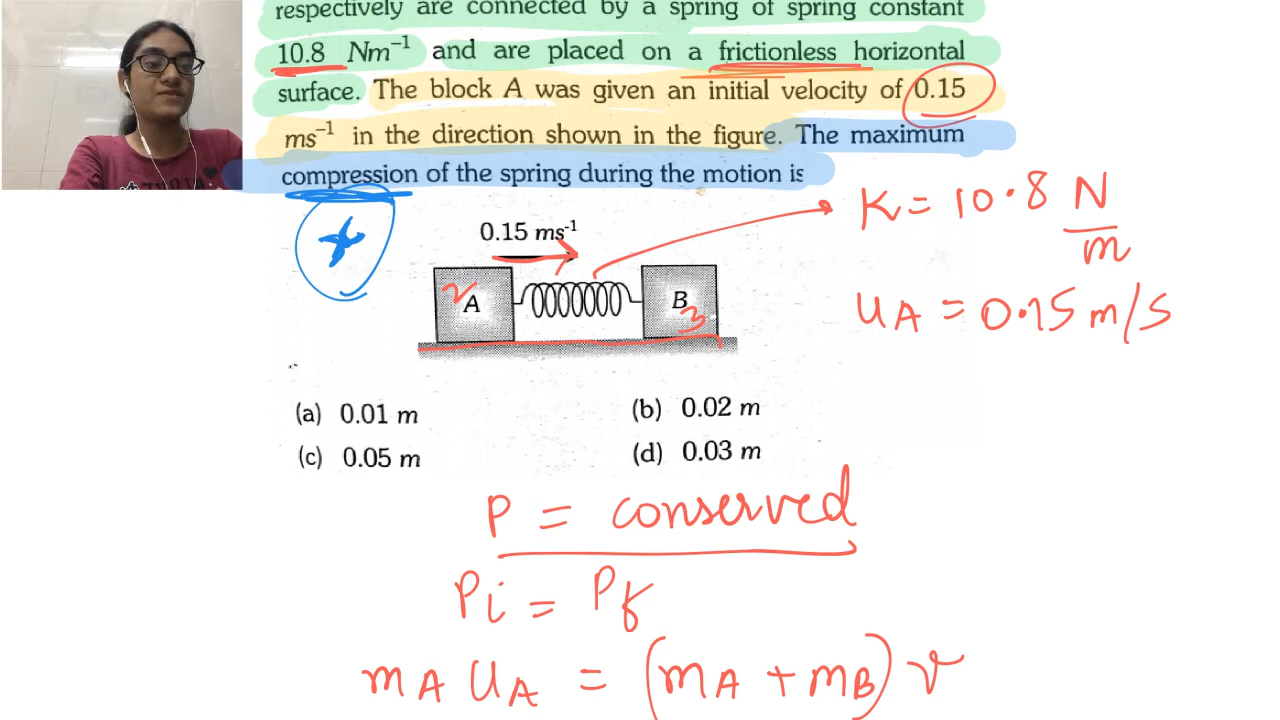 respectively are connected by a spring of spring constant
10.8 Nm⁻¹ and are placed on a frictionless horizontal
surface. The block A was given an initial velocity of 0.15
ms⁻¹ in the direction shown in the figure. The maximum
compression of the spring during the motion is
K = 10.8 N/m
0.15 ms⁻¹
2 A
B 3
uA = 0.15 m/s
(a) 0.01 m (b) 0.02 m
(c) 0.05 m (d) 0.03 m
P = conserved
Pi = Pf
mA uA = (mA + mB) v